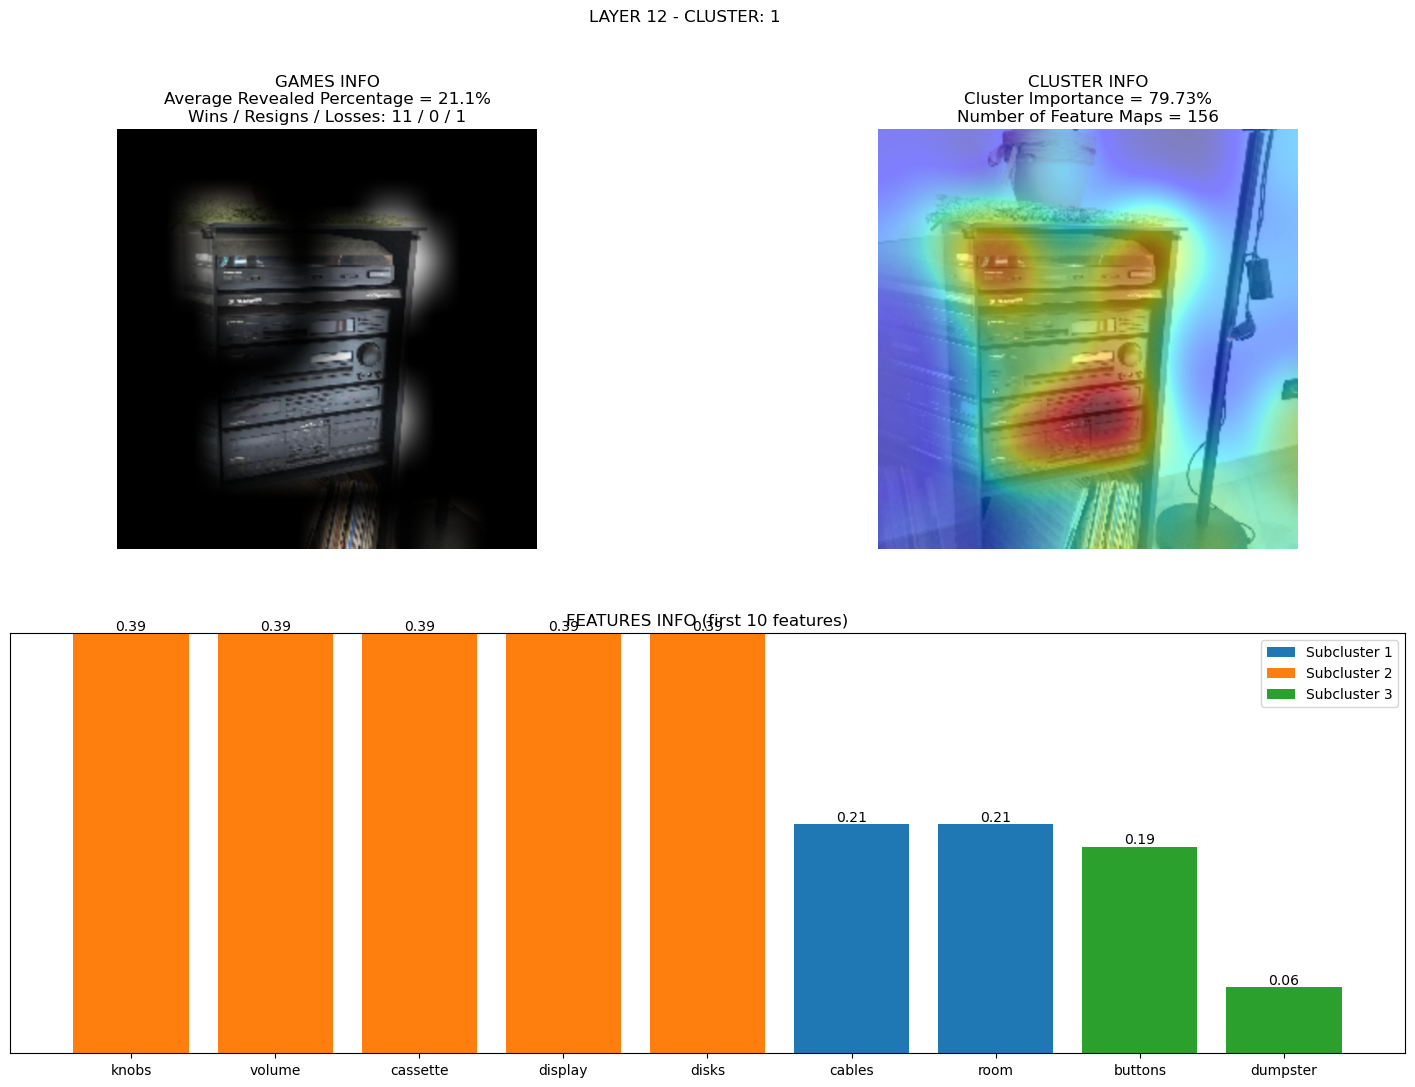 LAYER 12 - CLUSTER: 1
GAMES INFO
Average Revealed Percentage = 21.1%
Wins / Resigns / Losses: 11 / 0 / 1
CLUSTER INFO
Cluster Importance = 79.73%
Number of Feature Maps = 156
FEATURES INFO (first 10 features)
0.39 0.39 0.39 0.39 0.39
Subcluster 1
Subcluster 2
Subcluster 3
0.21 0.21
0.19
0.06
knobs volume cassette display disks cables room buttons dumpster